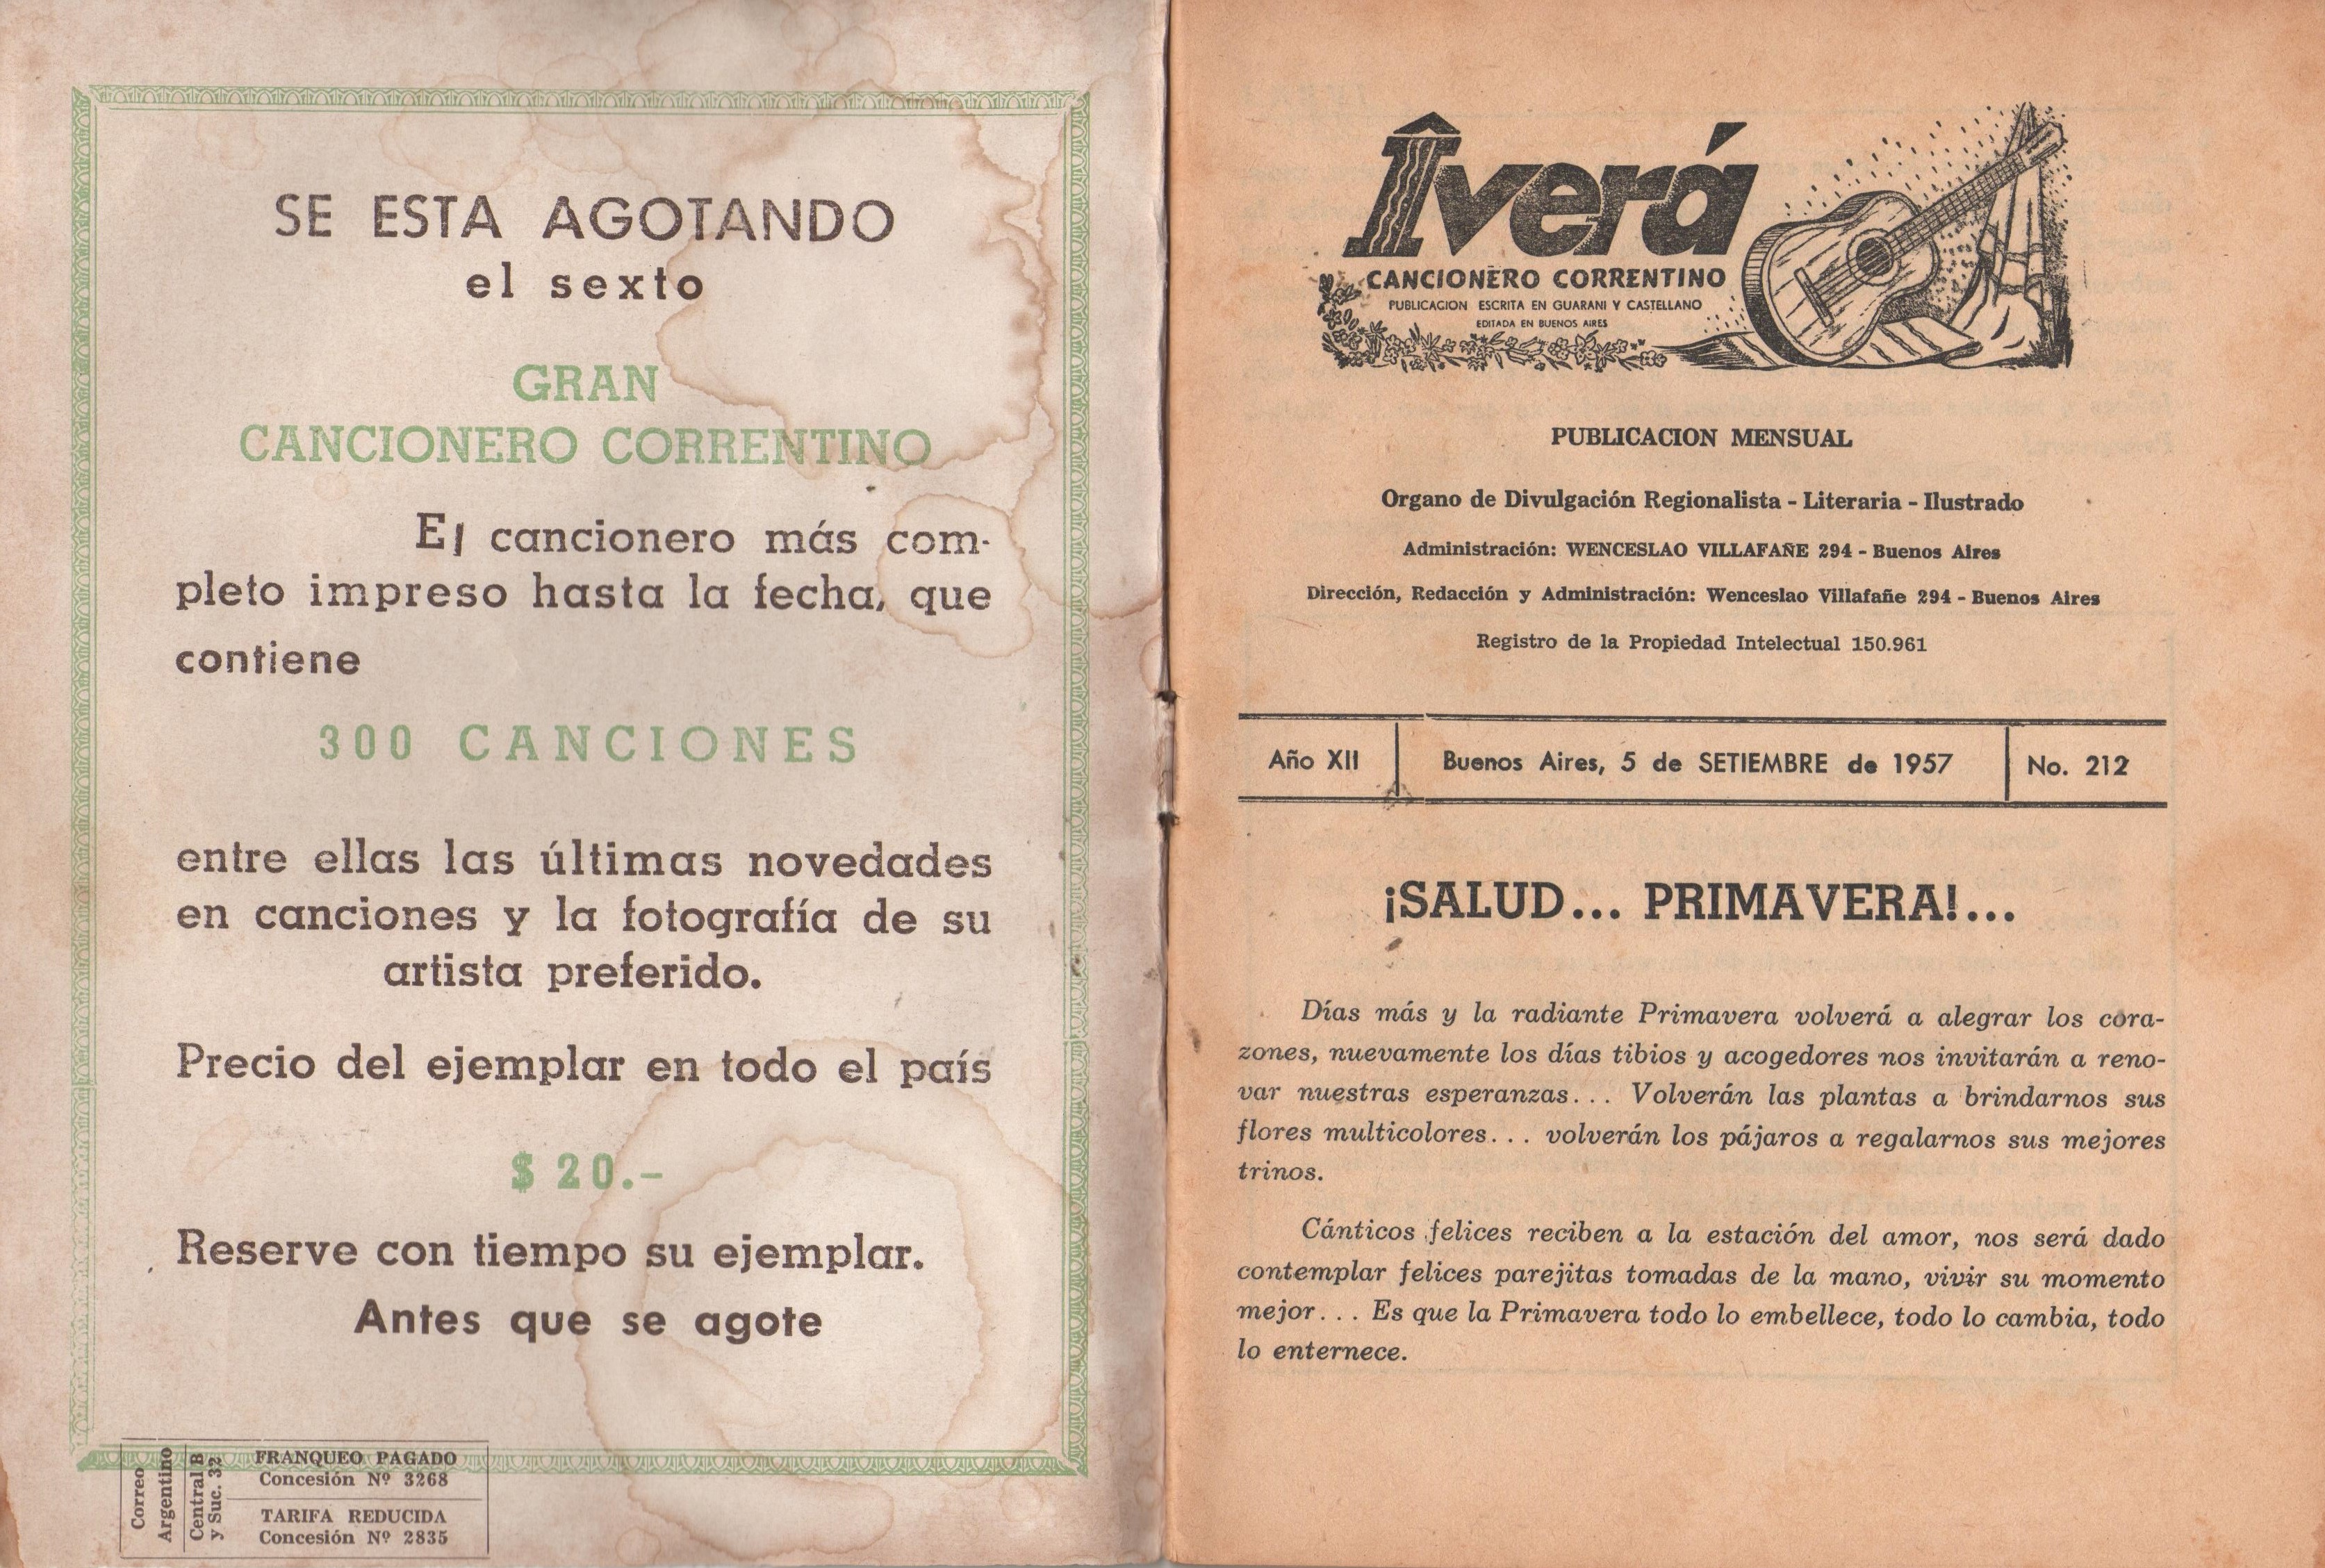 SE ESTA AGOTANDO
el sexto
GRAN
CANCIONERO CORRENTINO
El cancionero más com-
pleto impreso hasta la fecha, que
contiene
300 CANCIONES
entre ellas las últimas novedades
en canciones y la fotografía de su
artista preferido.
Precio del ejemplar en todo el país
$ 20.—
Reserve con tiempo su ejemplar.
Antes que se agote
Correo
Argentino
Central B
y Suc. 32
FRANQUEO PAGADO
Concesión Nº 3268
TARIFA REDUCIDA
Concesión Nº 2835
Îverá
CANCIONERO CORRENTINO
PUBLICACION ESCRITA EN GUARANI Y CASTELLANO
EDITADA EN BUENOS AIRES
PUBLICACION MENSUAL
Organo de Divulgación Regionalista - Literaria - Ilustrado
Administración: WENCESLAO VILLAFAÑE 294 - Buenos Aires
Dirección, Redacción y Administración: Wenceslao Villafañe 294 - Buenos Aires
Registro de la Propiedad Intelectual 150.961
Año XII Buenos Aires, 5 de SETIEMBRE de 1957 No. 212
¡SALUD... PRIMAVERA!...
Días más y la radiante Primavera volverá a alegrar los cora-
zones, nuevamente los días tibios y acogedores nos invitarán a reno-
var nuestras esperanzas... Volverán las plantas a brindarnos sus
flores multicolores... volverán los pájaros a regalarnos sus mejores
trinos.
Cánticos felices reciben a la estación del amor, nos será dado
contemplar felices parejitas tomadas de la mano, vivir su momento
mejor... Es que la Primavera todo lo embellece, todo lo cambia, todo
lo enternece.